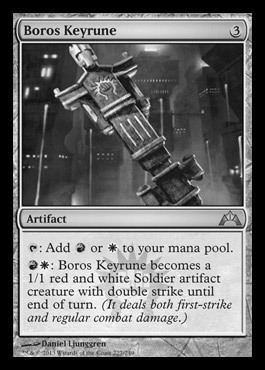 Boros Keyrune 3
Artifact
: Add or to your mana pool.
: Boros Keyrune becomes a
1/1 red and white Soldier artifact
creature with double strike until
end of turn. (It deals both first-strike
and regular combat damage.)
Daniel Ljunggren
™ & © 2013 Wizards of the Coast 227/249